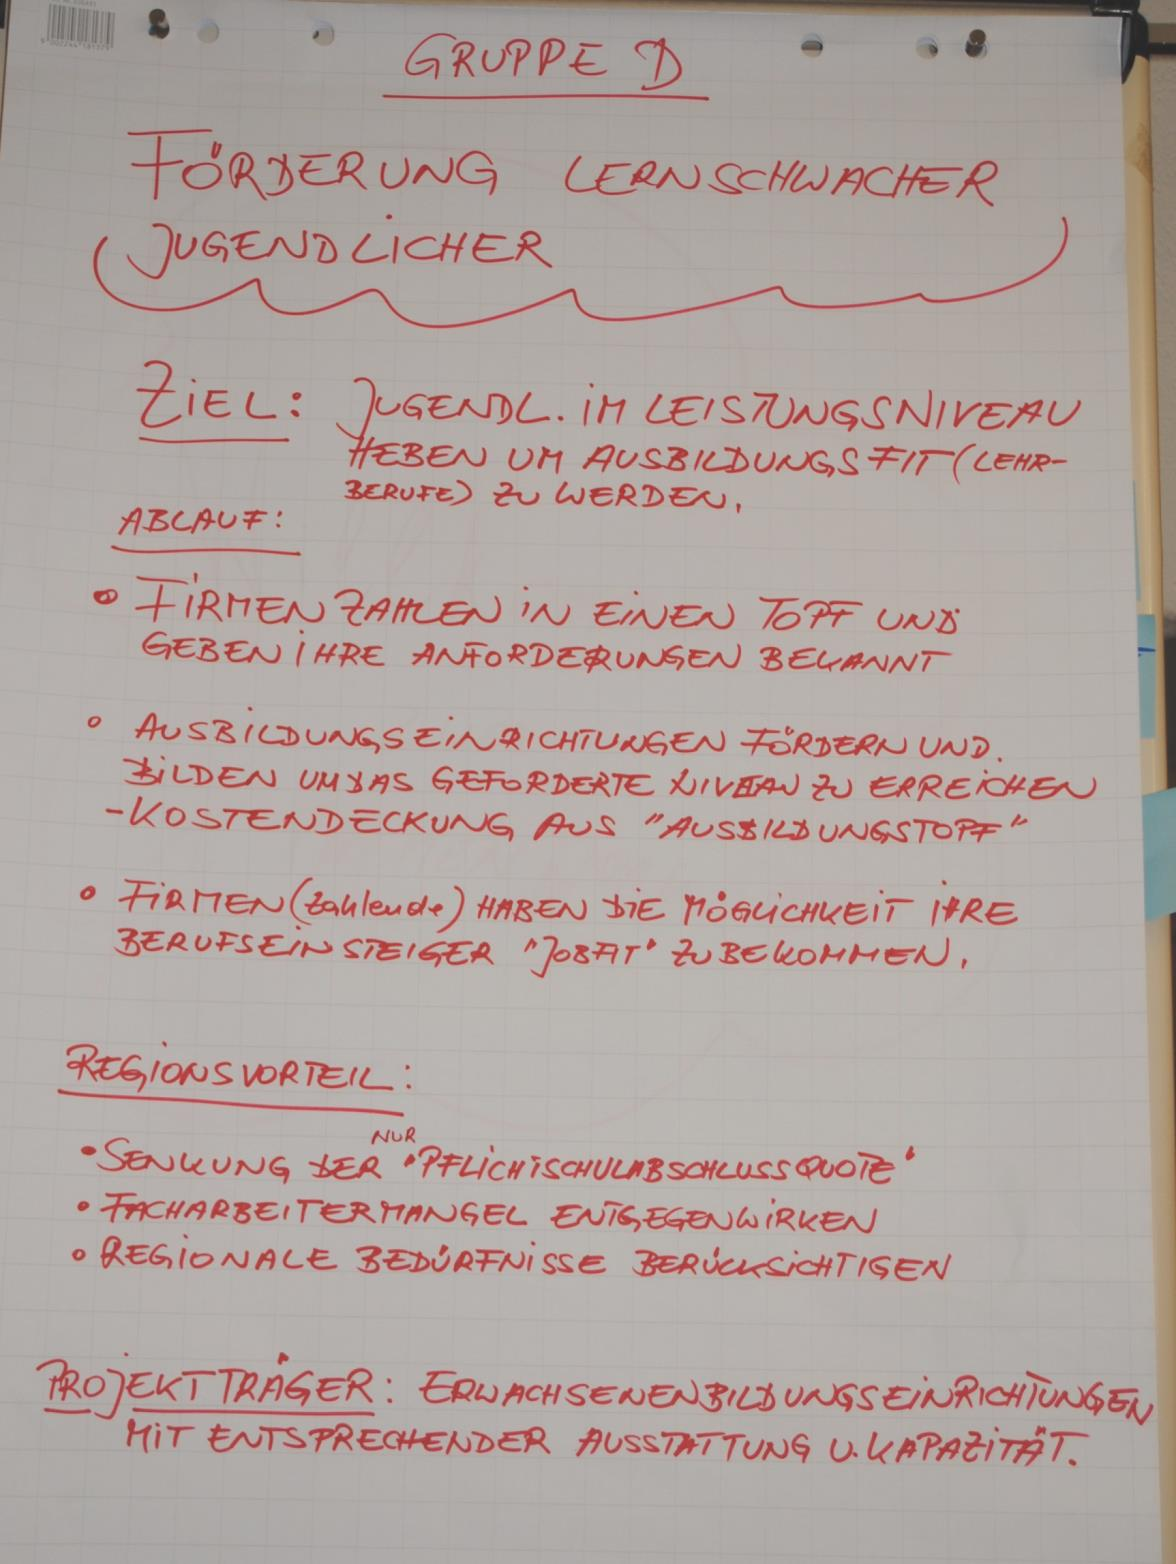 GRUPPE D
FÖRDERUNG LERNSCHWACHER
JUGENDLICHER
ZIEL: JUGENDL. IM LEISTUNGSNIVEAU
HEBEN UM AUSBILDUNGSFIT (LEHR-
BERUFE) ZU WERDEN.
ABLAUF:
• FIRMEN ZAHLEN IN EINEN TOPF UND
GEBEN IHRE ANFORDERUNGEN BEKANNT
• AUSBILDUNGSEINRICHTUNGEN FÖRDERN UND
BILDEN UM DAS GEFORDERTE NIVEAU ZU ERREICHEN
- KOSTENDECKUNG AUS "AUSBILDUNGSTOPF"
• FIRMEN (Zahlende) HABEN DIE MÖGLICHKEIT IHRE
BERUFSEINSTEIGER "JOBFIT" ZU BEKOMMEN.
REGIONSVORTEIL:
• SENKUNG DER NUR "PFLICHTSCHULABSCHLUSSQUOTE"
• FACHARBEITERMANGEL ENTGEGENWIRKEN
• REGIONALE BEDÜRFNISSE BERÜCKSICHTIGEN
PROJEKTTRÄGER: ERWACHSENENBILDUNGSEINRICHTUNGEN
MIT ENTSPRECHENDER AUSSTATTUNG U. KAPAZITÄT.